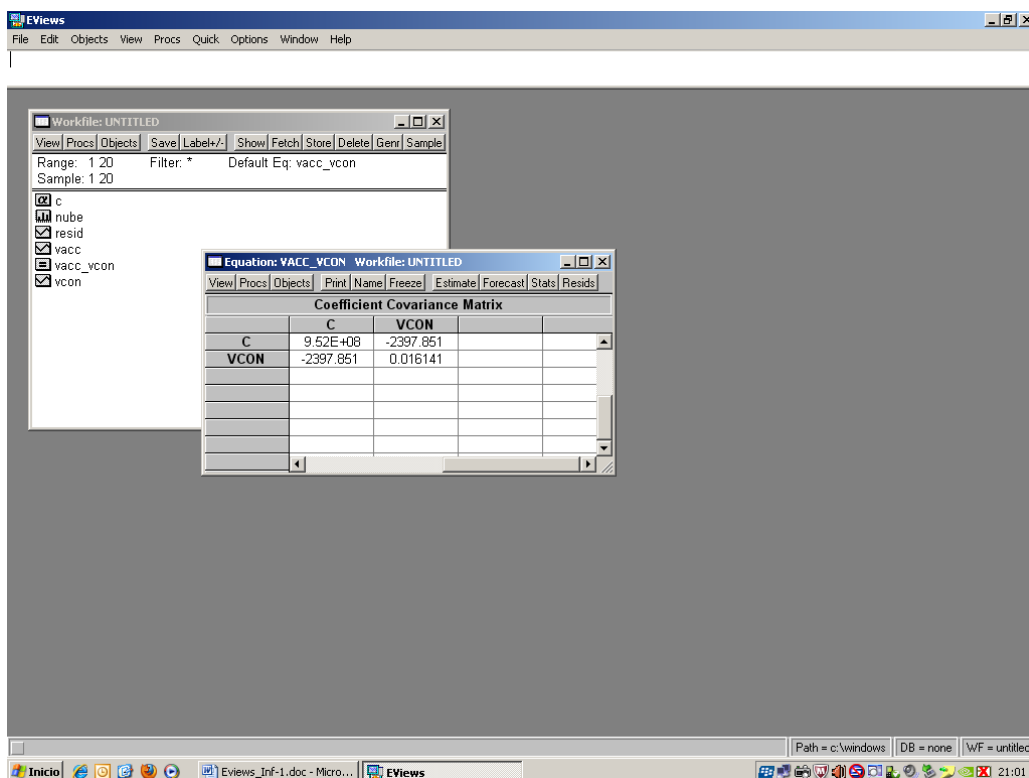 EViews
File Edit Objects View Procs Quick Options Window Help
Workfile: UNTITLED
View Procs Objects Save Label+/- Show Fetch Store Delete Genr Sample
Range: 1 20 Filter: * Default Eq: vacc_vcon
Sample: 1 20
c
nube
resid
vacc
vacc_vcon
vcon
Equation: VACC_VCON Workfile: UNTITLED
View Procs Objects Print Name Freeze Estimate Forecast Stats Resids
Coefficient Covariance Matrix
C VCON
C 9.52E+08 -2397.851
VCON -2397.851 0.016141
Path = c:\windows DB = none WF = untitled
Inicio Eviews_Inf-1.doc - Micro... EViews 21:01